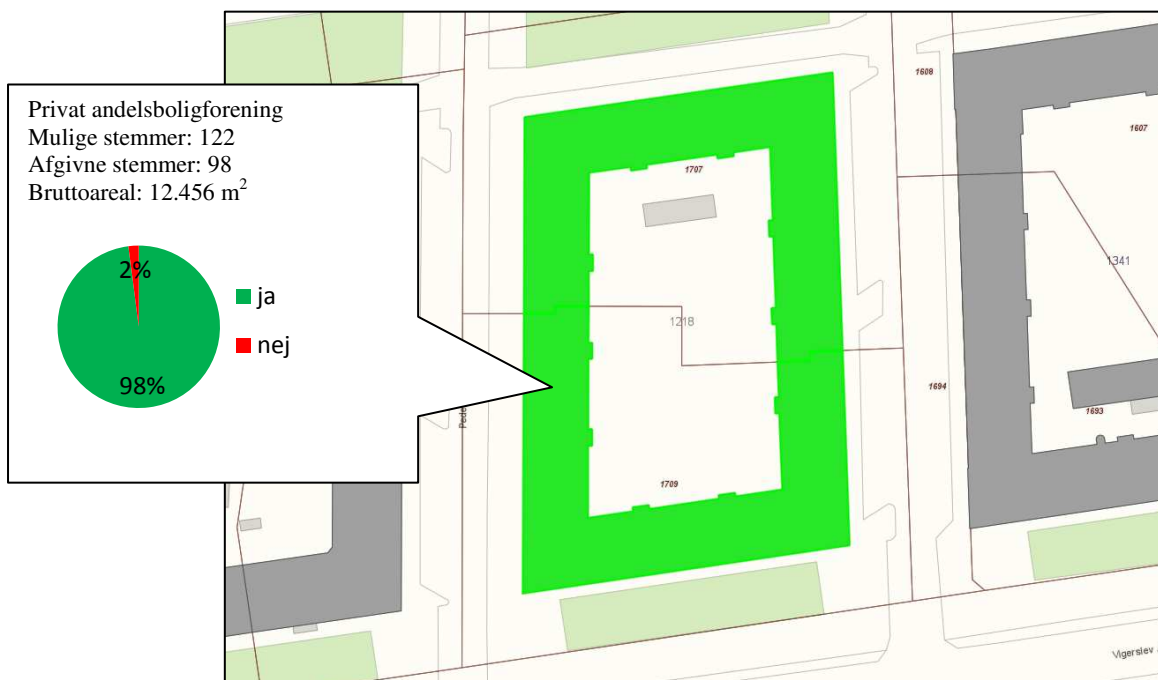 Privat andelsboligforening
Mulige stemmer: 122
Afgivne stemmer: 98
Bruttoareal: 12.456 m²
2%
98%
ja
nej
1608
1607
1707
1341
1218
1694
1693
1709
Pede
Vigerslev